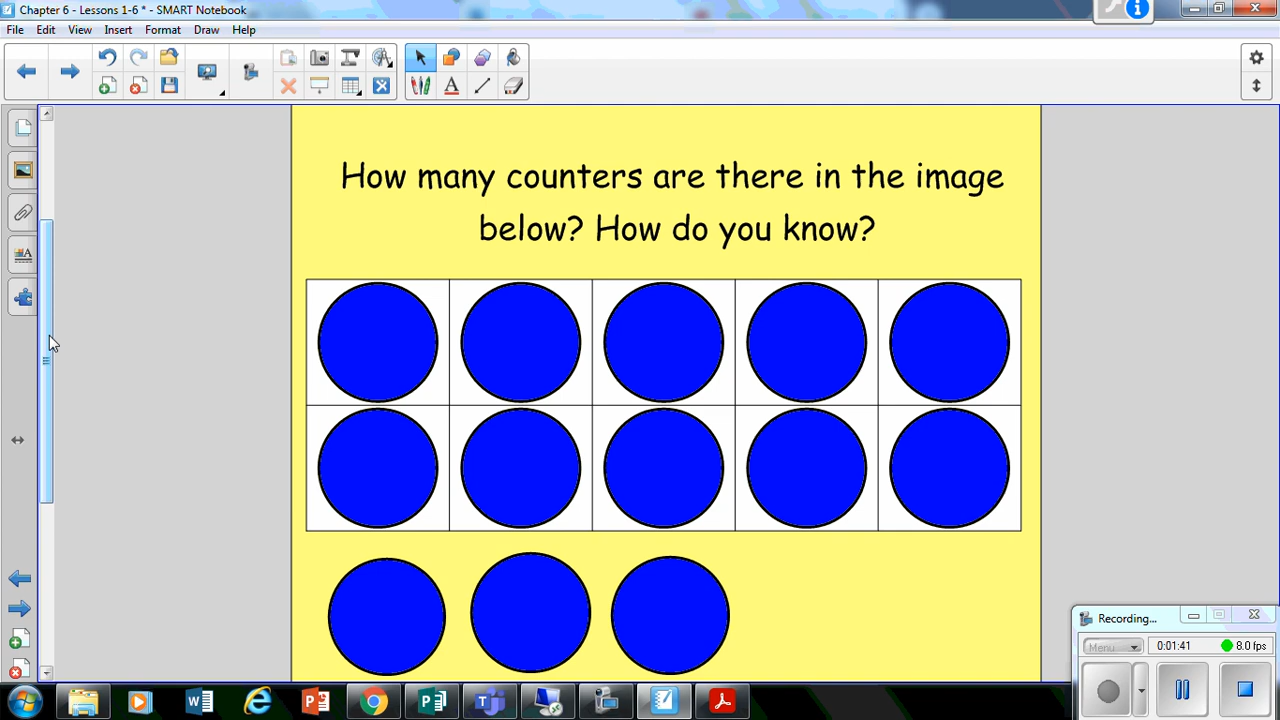 Chapter 6 - Lessons 1-6 * - SMART Notebook
File Edit View Insert Format Draw Help
How many counters are there in the image
below? How do you know?
Recording...
Menu 0:01:41 8.0 fps